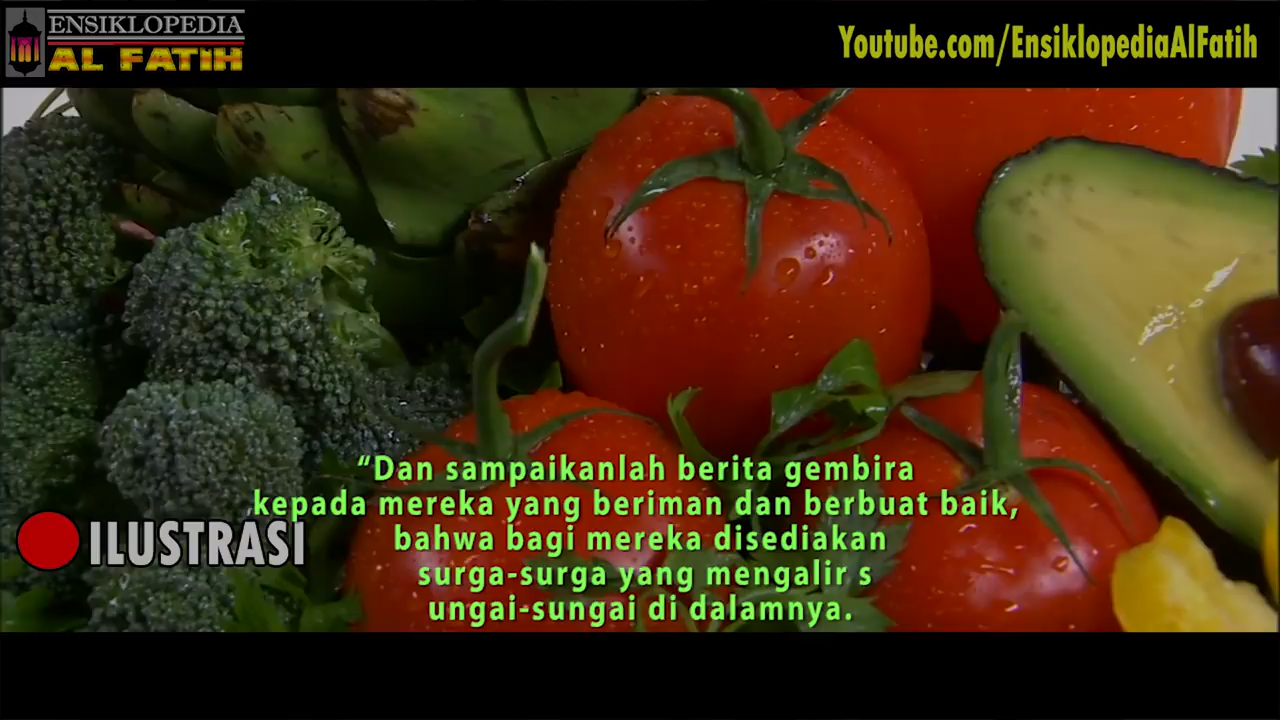 ENSIKLOPEDIA
AL FATIH
Youtube.com/EnsiklopediaAlFatih
“Dan sampaikanlah berita gembira
kepada mereka yang beriman dan berbuat baik,
bahwa bagi mereka disediakan
surga-surga yang mengalir s
ungai-sungai di dalamnya.
ILUSTRASI